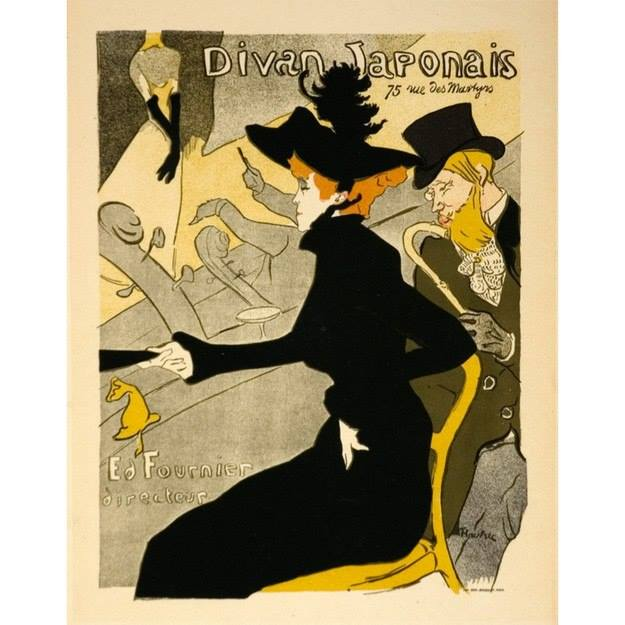 Divan Japonais
75 rue des Martyrs
Ed Fournier
directeur